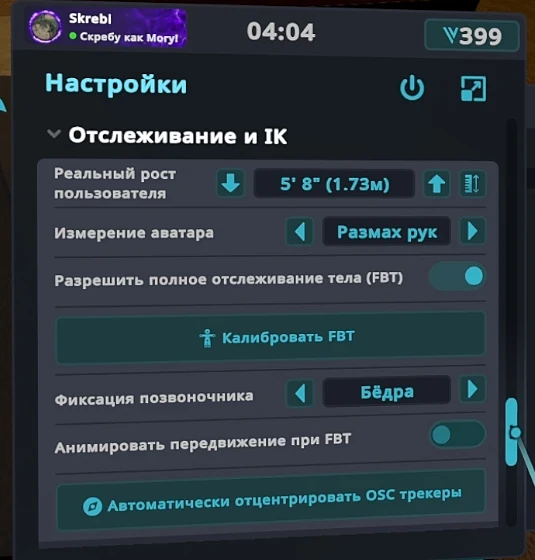 Skrebl
Скребу как Могу!
04:04
399
Настройки
Отслеживание и IK
Реальный рост
пользователя
5' 8" (1.73м)
Измерение аватара
Размах рук
Разрешить полное отслеживание тела (FBT)
Калибровать FBT
Фиксация позвоночника
Бёдра
Анимировать передвижение при FBT
Автоматически отцентрировать OSC трекеры